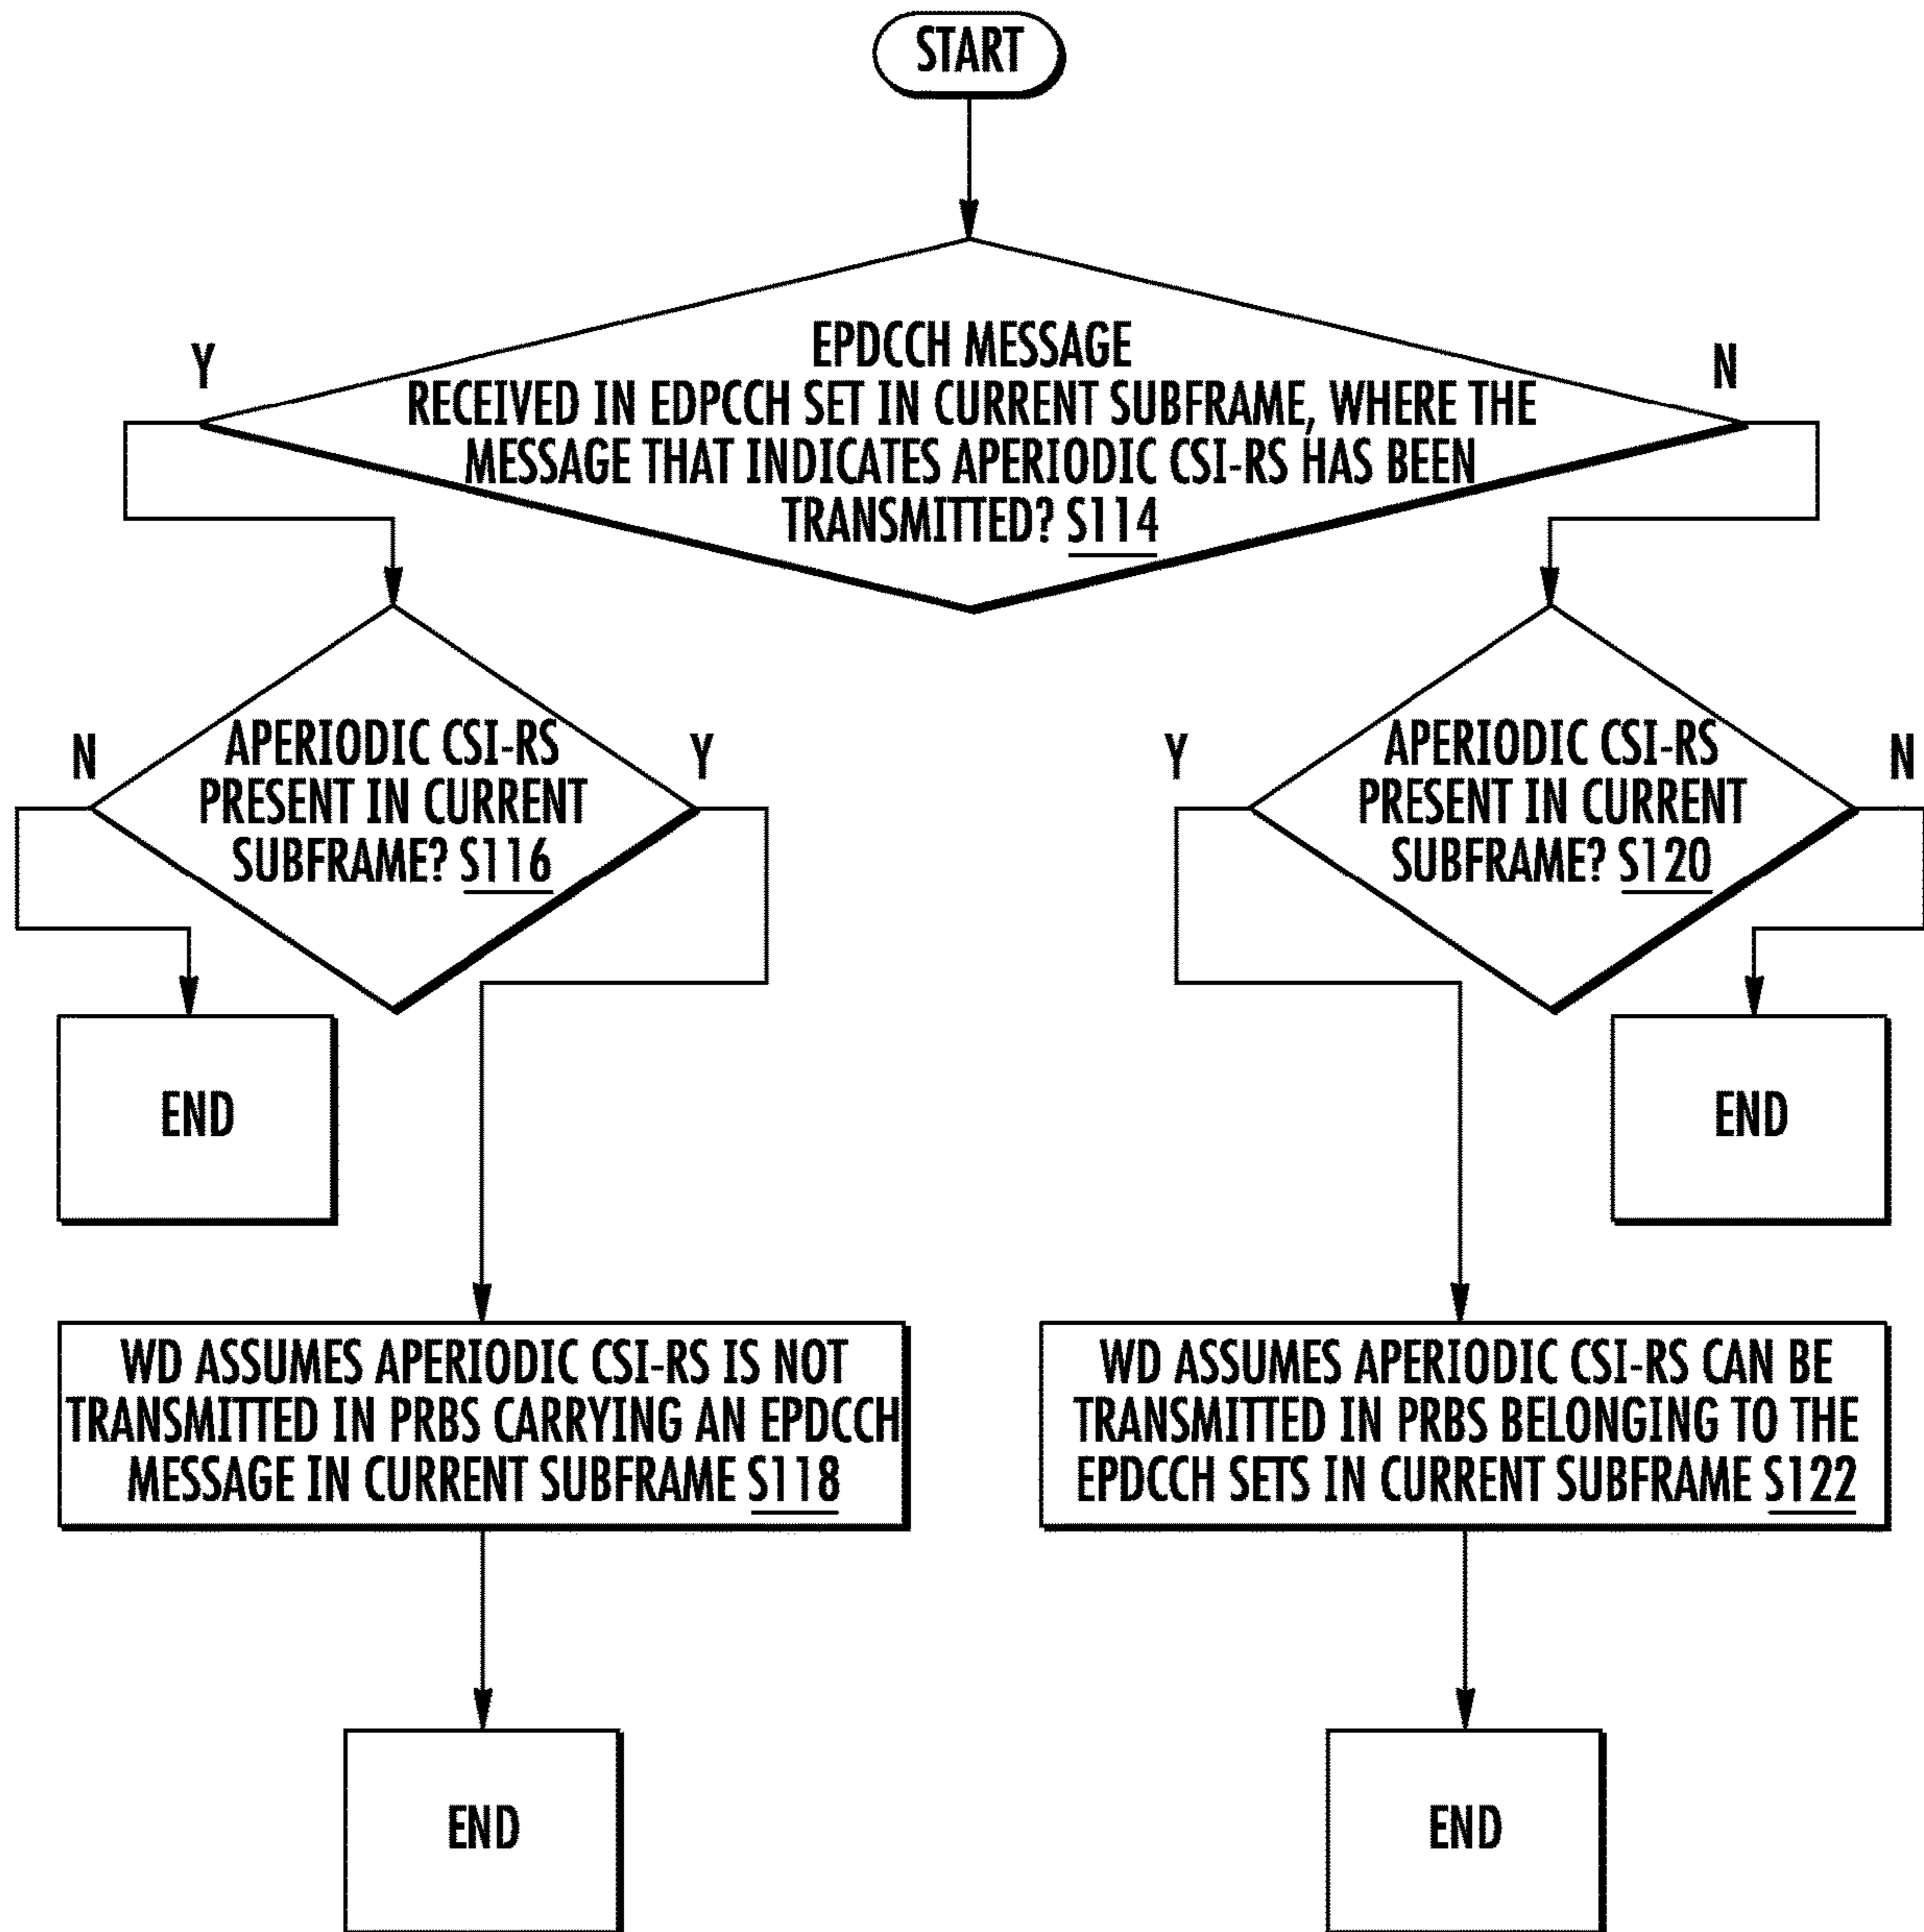 START
EPDCCH MESSAGE
RECEIVED IN EDPCCH SET IN CURRENT SUBFRAME, WHERE THE
MESSAGE THAT INDICATES APERIODIC CSI-RS HAS BEEN
TRANSMITTED? S114
Y
N
APERIODIC CSI-RS
PRESENT IN CURRENT
SUBFRAME? S116
N
Y
APERIODIC CSI-RS
PRESENT IN CURRENT
SUBFRAME? S120
Y
N
END
END
WD ASSUMES APERIODIC CSI-RS IS NOT
TRANSMITTED IN PRBS CARRYING AN EPDCCH
MESSAGE IN CURRENT SUBFRAME S118
WD ASSUMES APERIODIC CSI-RS CAN BE
TRANSMITTED IN PRBS BELONGING TO THE
EPDCCH SETS IN CURRENT SUBFRAME S122
END
END